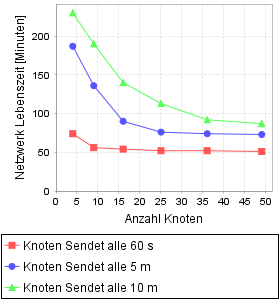 Netzwerk Lebenszeit [Minuten]
200
150
100
50
0
0 5 10 15 20 25 30 35 40 45 50
Anzahl Knoten
Knoten Sendet alle 60 s
Knoten Sendet alle 5 m
Knoten Sendet alle 10 m